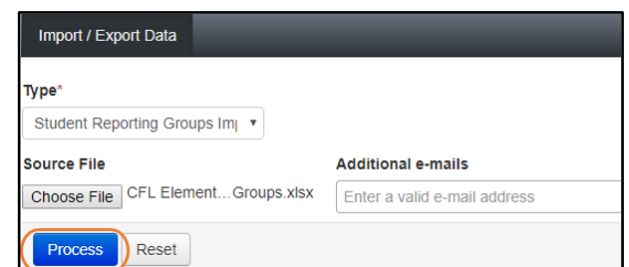 Import / Export Data
Type*
Student Reporting Groups Im
Source File Additional e-mails
Choose File CFL Element...Groups.xlsx Enter a valid e-mail address
Process Reset